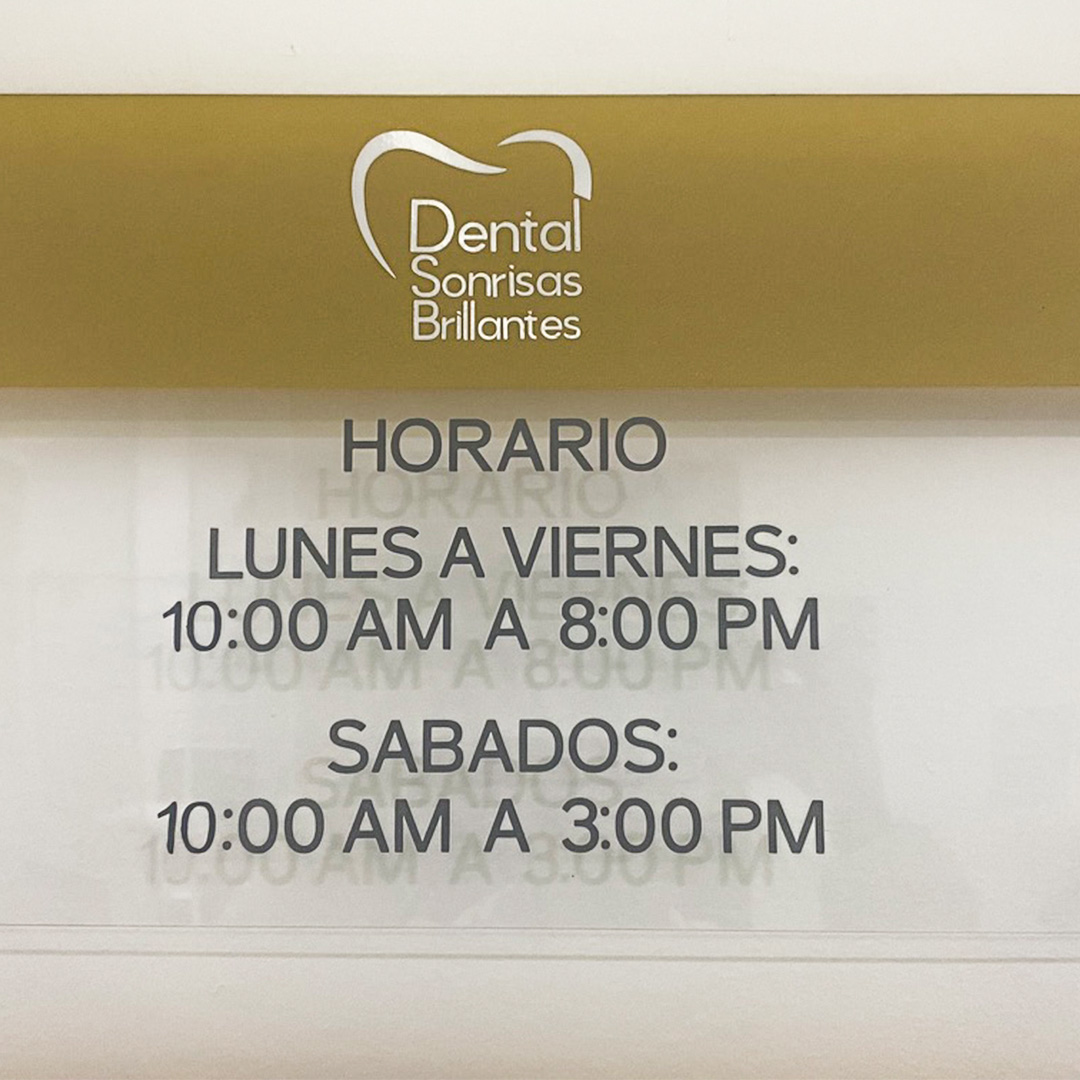 Dental
Sonrisas
Brillantes
HORARIO
LUNES A VIERNES:
10:00 AM A 8:00 PM
SABADOS:
10:00 AM A 3:00 PM